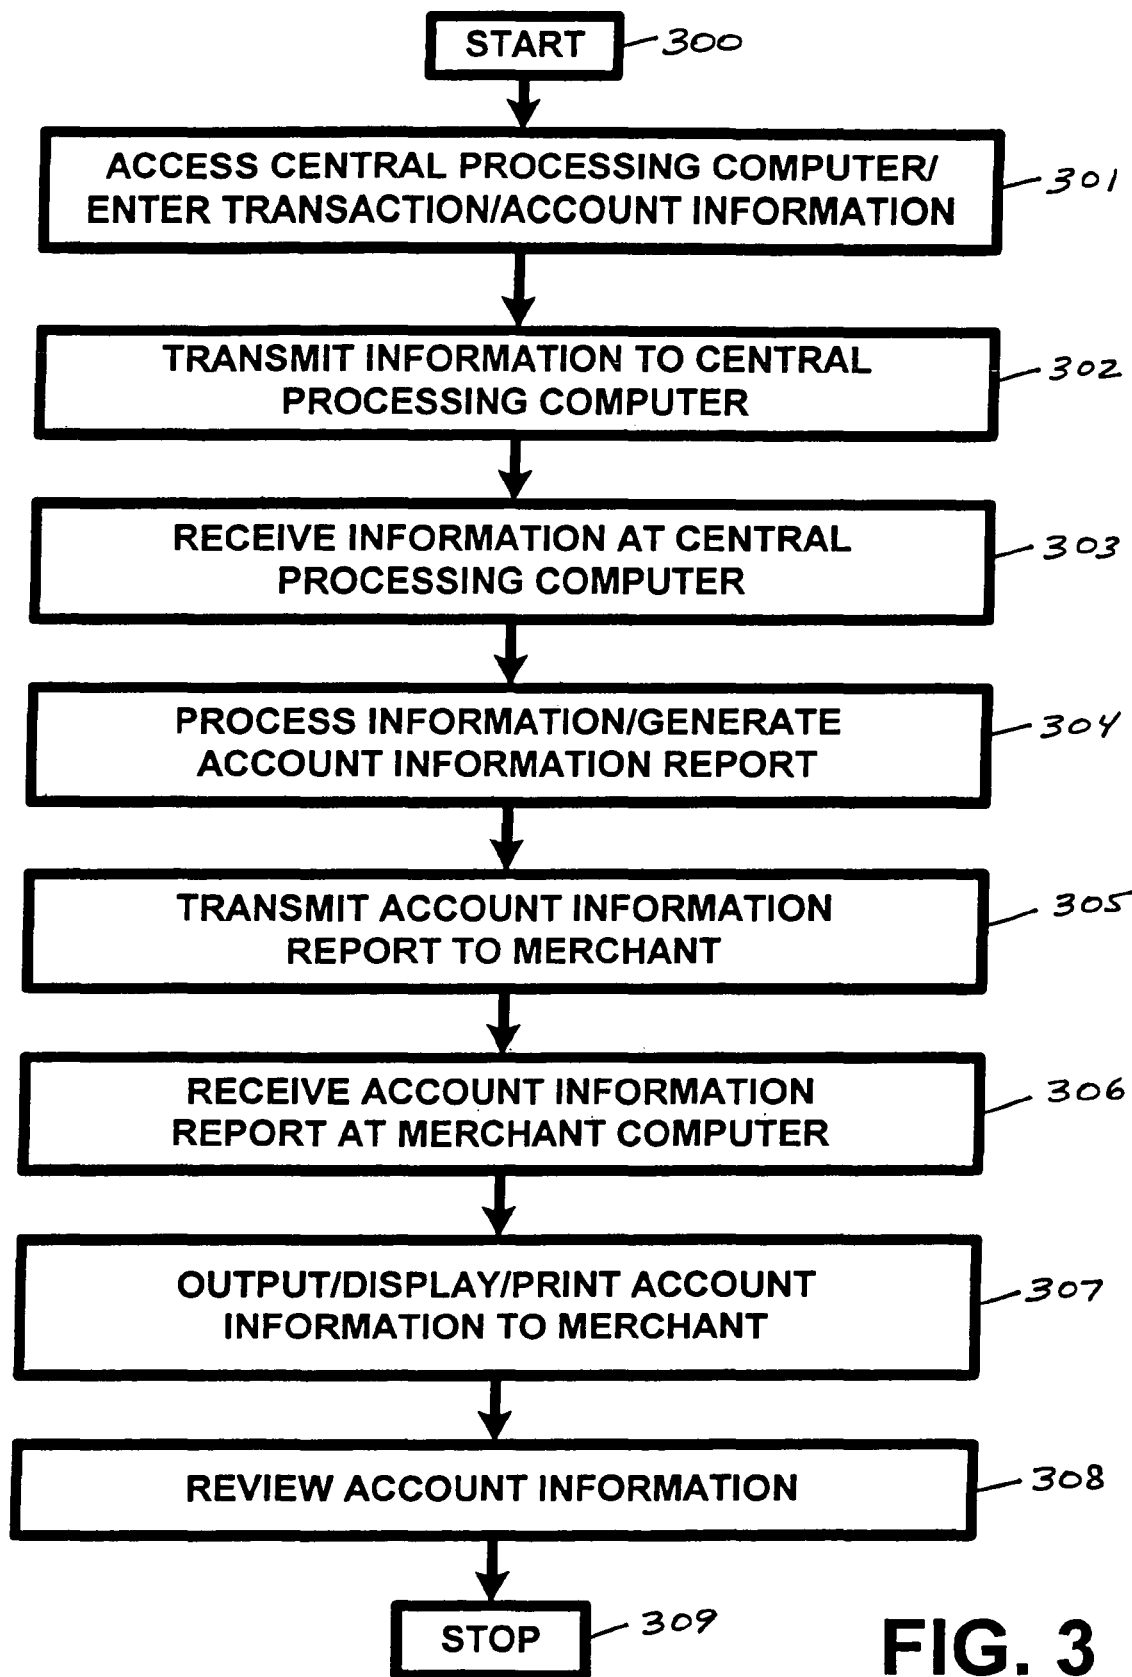 START
300
ACCESS CENTRAL PROCESSING COMPUTER/
ENTER TRANSACTION/ACCOUNT INFORMATION
301
TRANSMIT INFORMATION TO CENTRAL
PROCESSING COMPUTER
302
RECEIVE INFORMATION AT CENTRAL
PROCESSING COMPUTER
303
PROCESS INFORMATION/GENERATE
ACCOUNT INFORMATION REPORT
304
TRANSMIT ACCOUNT INFORMATION
REPORT TO MERCHANT
305
RECEIVE ACCOUNT INFORMATION
REPORT AT MERCHANT COMPUTER
306
OUTPUT/DISPLAY/PRINT ACCOUNT
INFORMATION TO MERCHANT
307
REVIEW ACCOUNT INFORMATION
308
STOP
309
FIG. 3